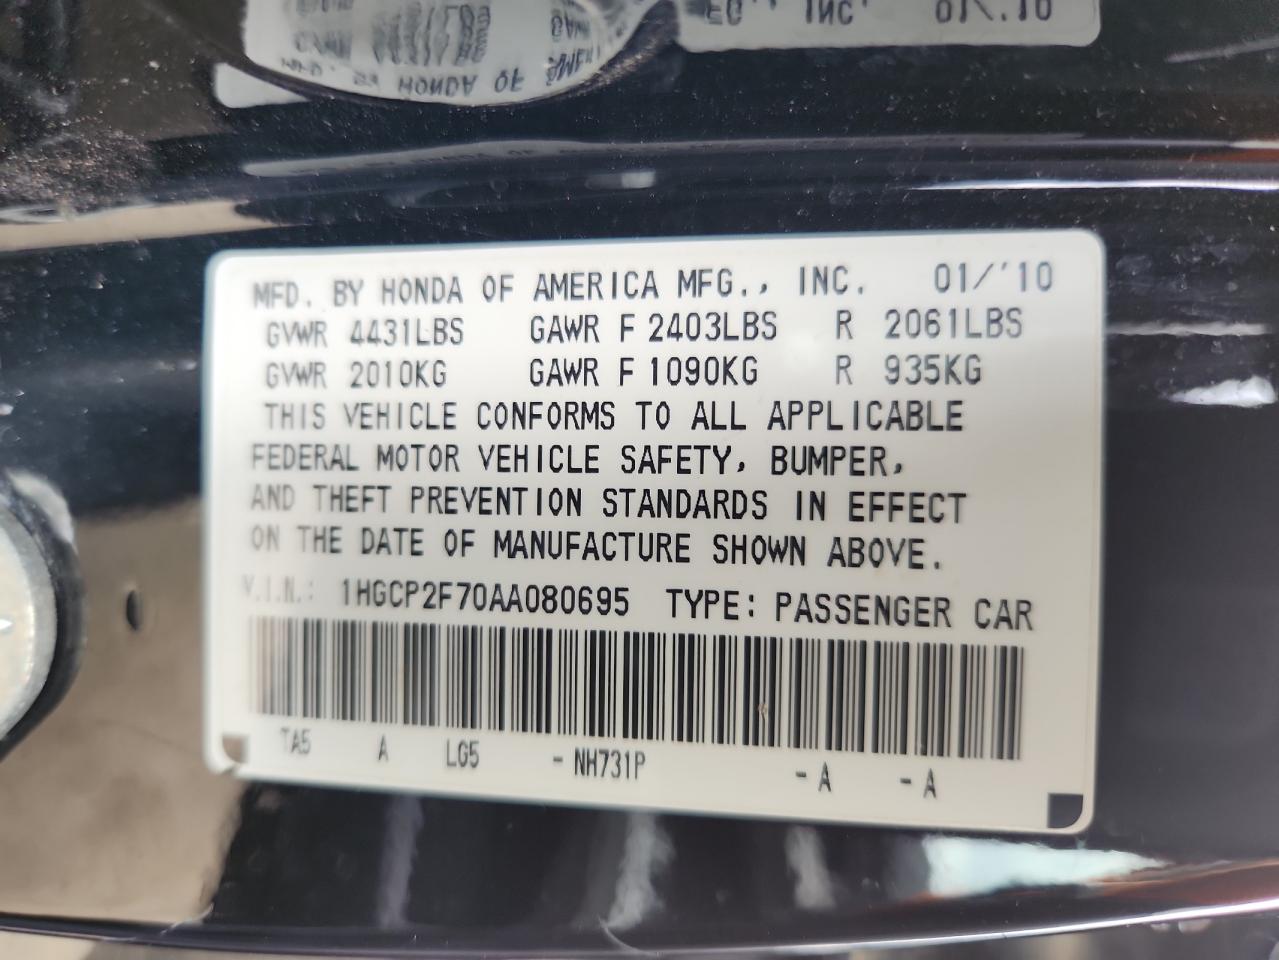 MFD. BY HONDA OF AMERICA MFG., INC. 01/'10
GVWR 4431LBS GAWR F 2403LBS R 2061LBS
GVWR 2010KG GAWR F 1090KG R 935KG
THIS VEHICLE CONFORMS TO ALL APPLICABLE
FEDERAL MOTOR VEHICLE SAFETY, BUMPER,
AND THEFT PREVENTION STANDARDS IN EFFECT
ON THE DATE OF MANUFACTURE SHOWN ABOVE.
V.I.N.: 1HGCP2F70AA080695 TYPE: PASSENGER CAR
TA5 A LG5 - NH731P - A - A